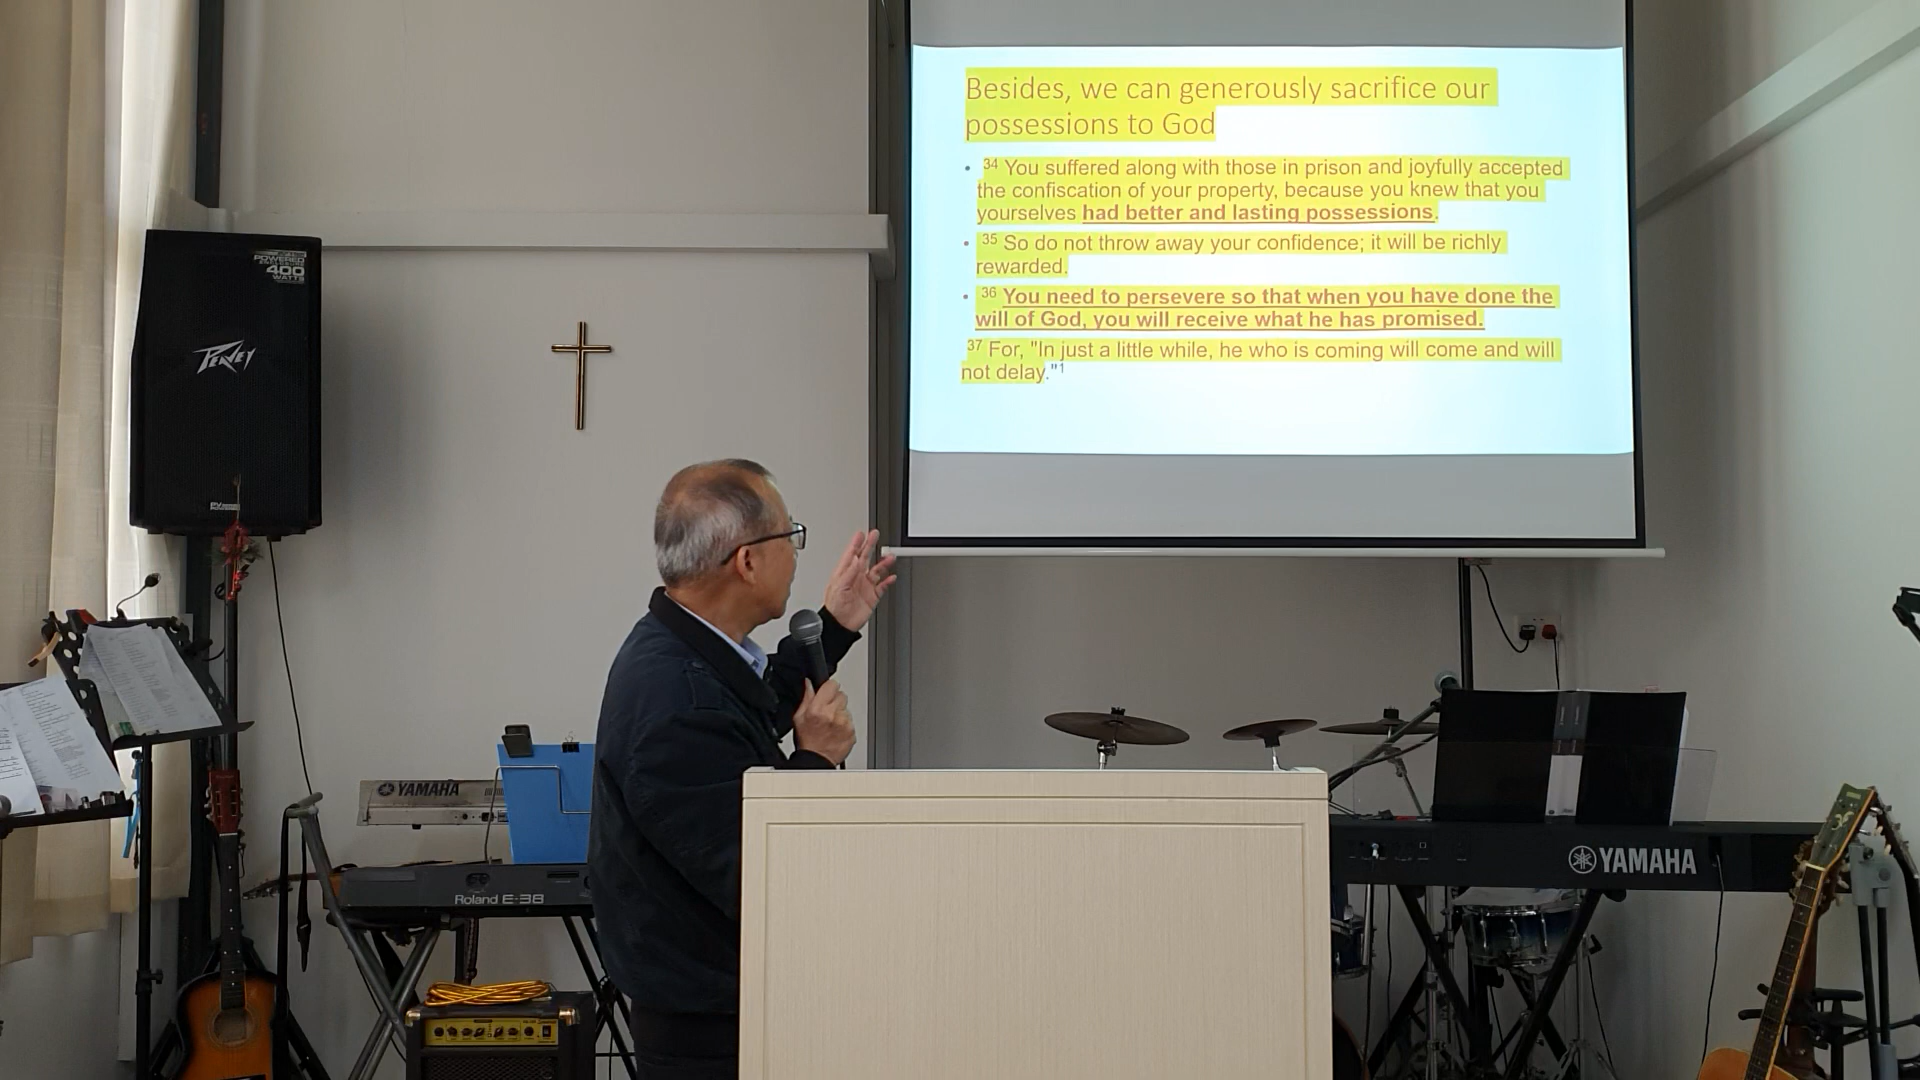 Besides, we can generously sacrifice our
possessions to God
• 34 You suffered along with those in prison and joyfully accepted
the confiscation of your property, because you knew that you
yourselves had better and lasting possessions.
• 35 So do not throw away your confidence; it will be richly
rewarded.
• 36 You need to persevere so that when you have done the
will of God, you will receive what he has promised.
37 For, "In just a little while, he who is coming will come and will
not delay."1
POWERED
400
WATTS
PEAVEY
YAMAHA
Roland E-38
YAMAHA